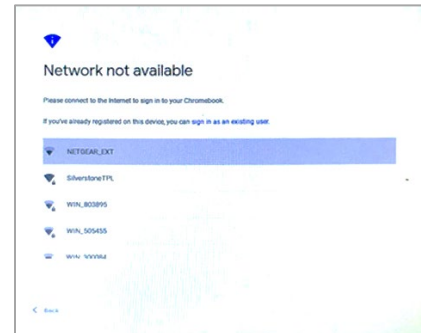 Network not available
Please connect to the internet to sign in to your Chromebook.
If you've already registered on this device, you can sign in as an existing user.
NETGEAR_EXT
SilverstoneTPL
WIN_803895
WIN_505455
Back